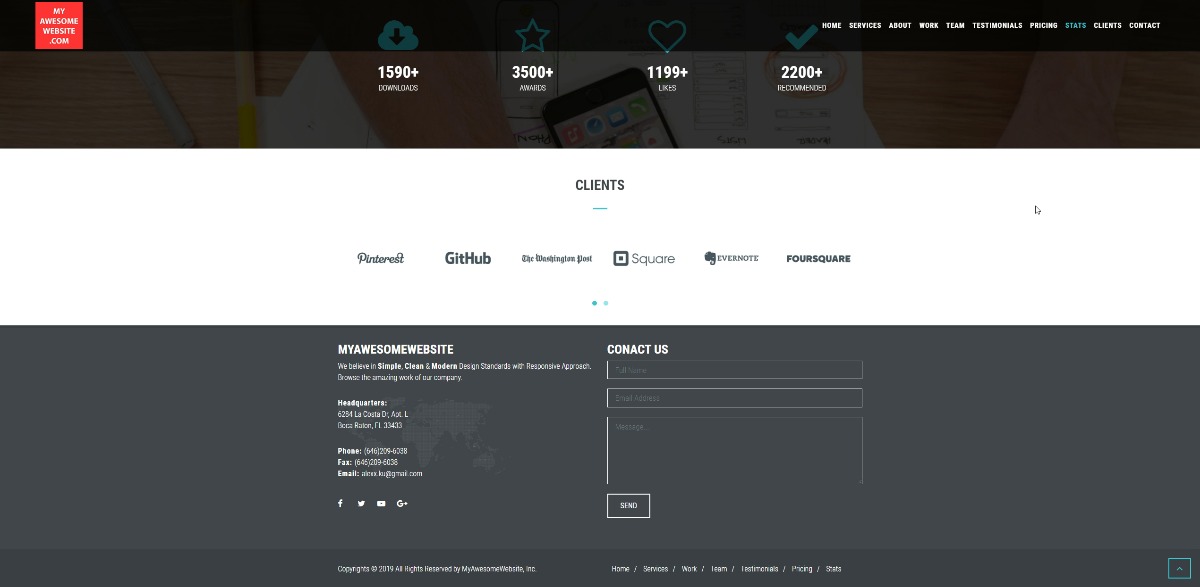 MY
AWESOME
WEBSITE
.COM
HOME SERVICES ABOUT WORK TEAM TESTIMONIALS PRICING STATS CLIENTS CONTACT
1590+ 3500+ 1199+ 2200+
DOWNLOADS AWARDS LIKES RECOMMENDED
CLIENTS
Pinterest GitHub The Washington Post Square EVERNOTE FOURSQUARE
MYAWESOMEWEBSITE
We believe in Simple, Clean & Modern Design Standards with Responsive Approach.
Browse the amazing work of our company.
Headquarters:
6284 La Costa Dr, Apt. L
Boca Raton, FL 33433
Phone: (646)209-6038
Fax: (646)209-6038
Email: alexx.ku@gmail.com
CONACT US
Full Name
Email Address
Message...
SEND
Copyrights © 2019 All Rights Reserved by MyAwesomeWebsite, Inc.
Home / Services / Work / Team / Testimonials / Pricing / Stats